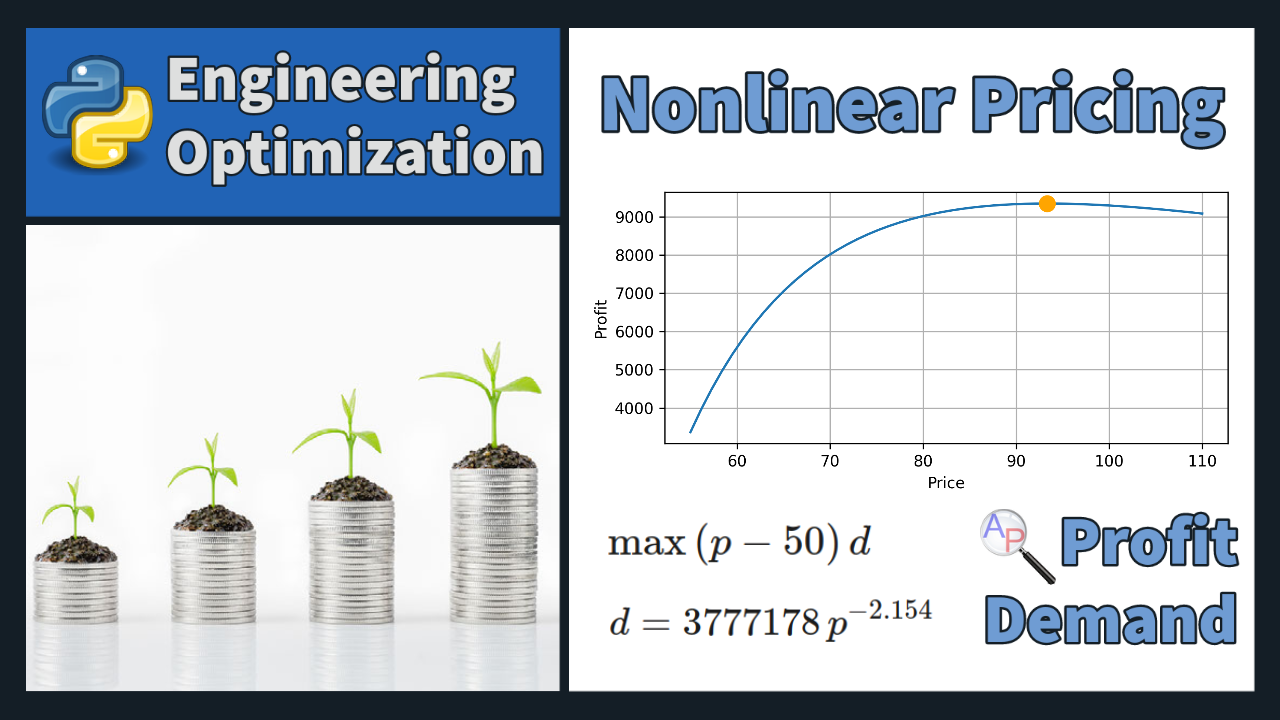 Engineering
Optimization
Nonlinear Pricing
9000
8000
7000
6000
5000
4000
Profit
60 70 80 90 100 110
Price
max (p − 50) d
AP
Profit
d = 3777178 p^{−2.154}
Demand